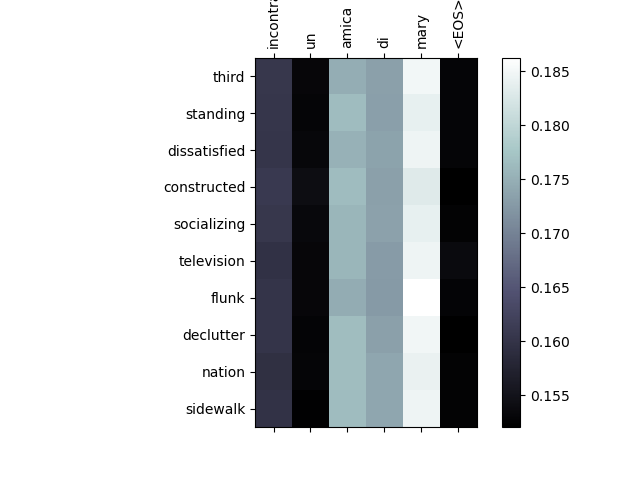 un
amica
di
mary
<EOS>
third
standing
dissatisfied
constructed
socializing
television
flunk
declutter
nation
sidewalk
0.185
0.180
0.175
0.170
0.165
0.160
0.155